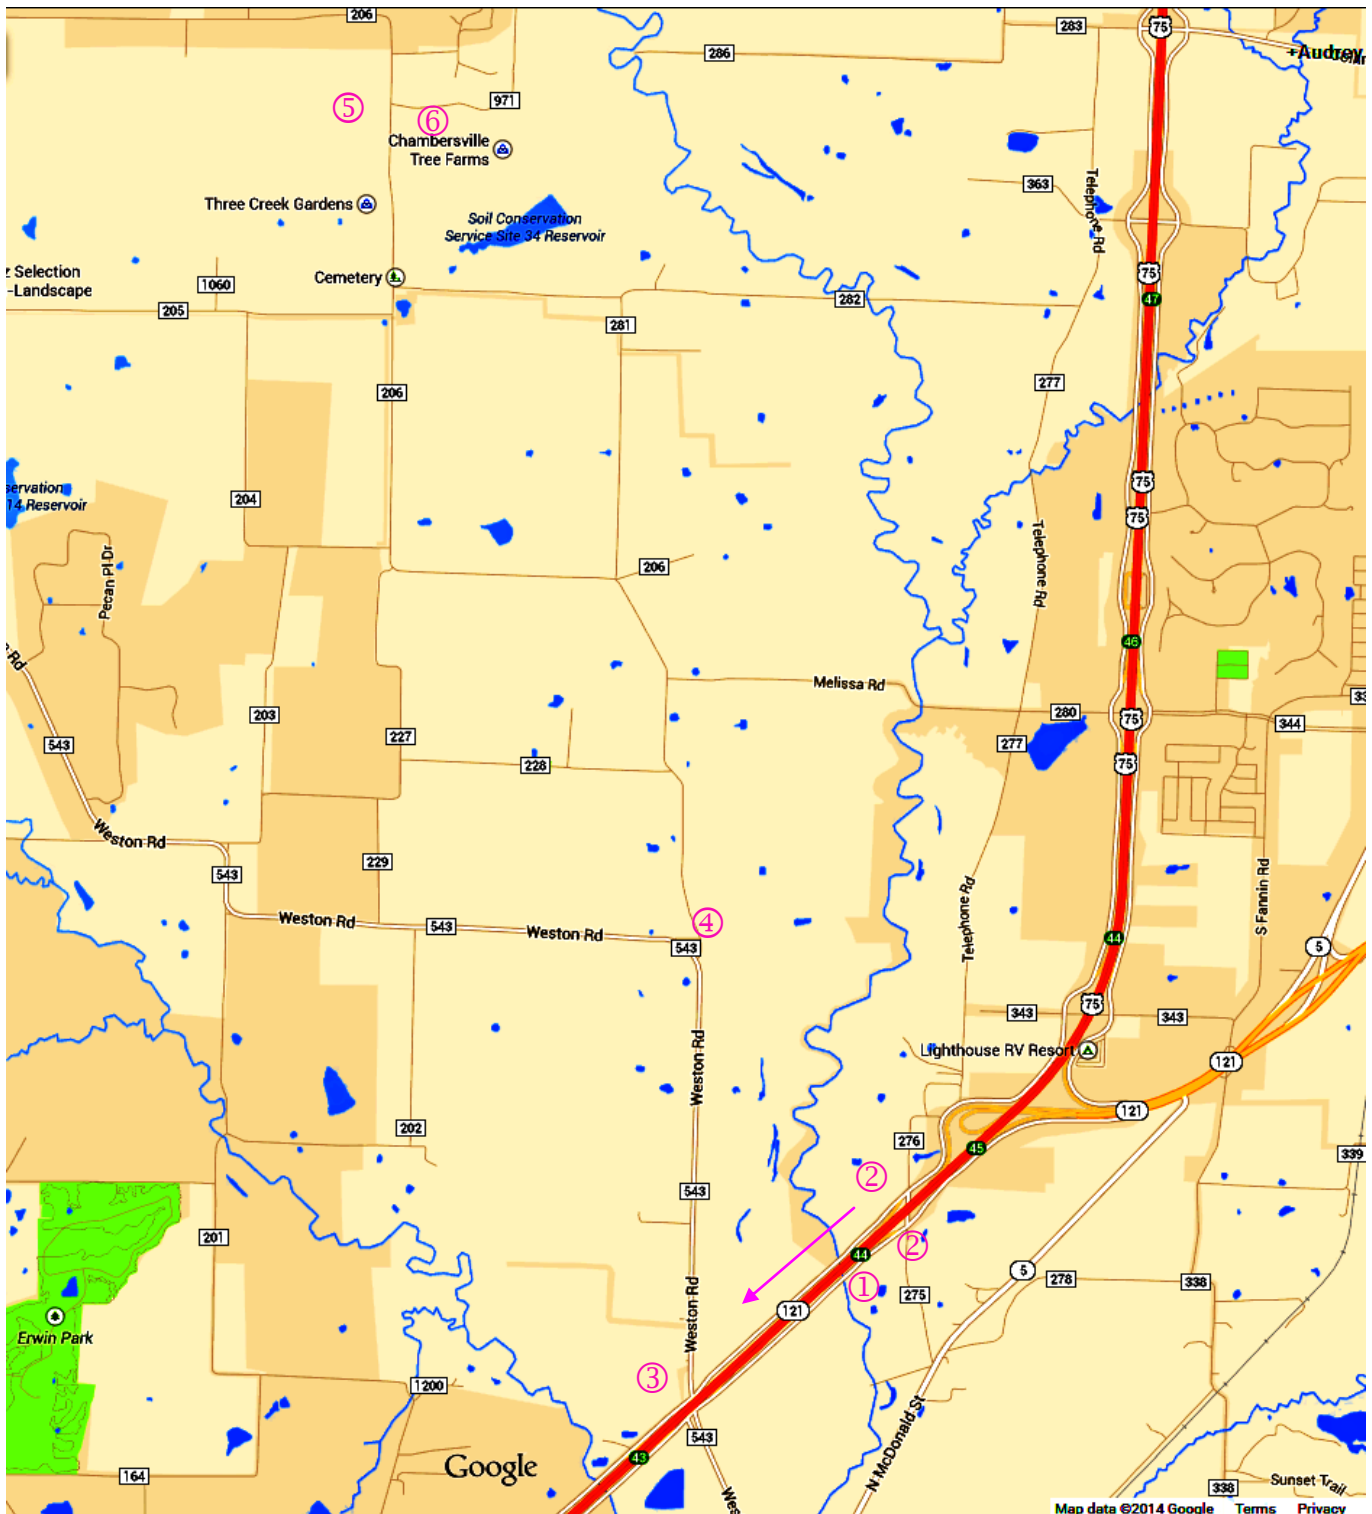 206
283
75
+Audrey
286
⑤
971
⑥
Chambersville
Tree Farms
363
Telephone Rd
Three Creek Gardens
Soil Conservation
Service Site 34 Reservoir
z Selection
-Landscape
1060
Cemetery
75
47
205
282
281
277
206
75
servation
14 Reservoir
204
75
Telephone Rd
Pecan Pl Dr
206
46
Rd
Melissa Rd
280
75
344
33
203
543
227
277
228
75
Weston Rd
229
543
S Fannin Rd
Telephone Rd
Weston Rd
543
Weston Rd
④
543
44
5
75
343
343
Lighthouse RV Resort
121
Weston Rd
121
202
276
45
339
②
543
201
②
44
5
278
338
①
275
121
Weston Rd
Erwin Park
③
1200
N McDonald St
543
43
Google
164
338
Sunset Trail
Wes
Map data ©2014 Google Terms Privacy